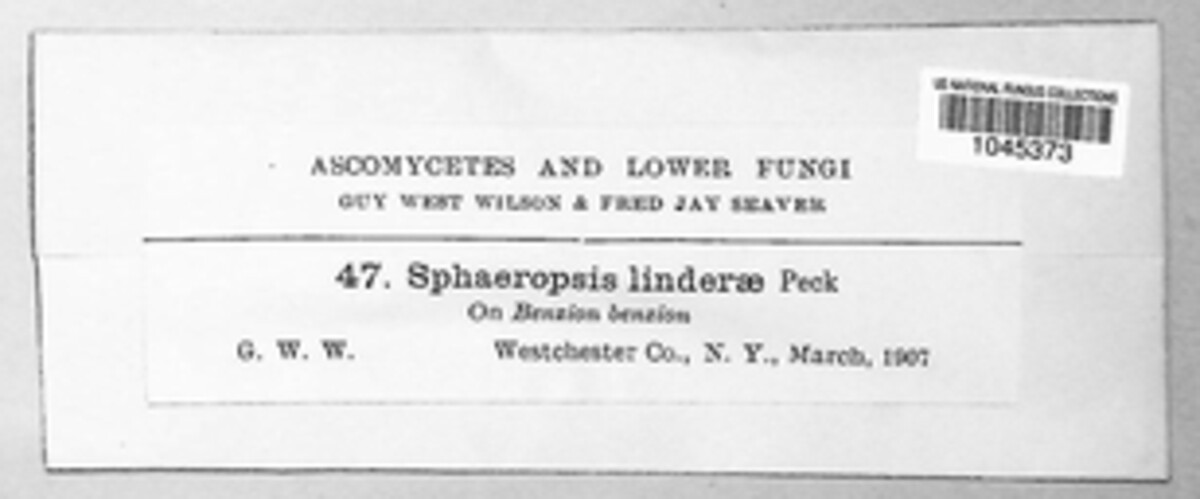 US NATIONAL FUNGUS COLLECTIONS
1045373
ASCOMYCETES AND LOWER FUNGI
GUY WEST WILSON & FRED JAY SEAVER
47. Sphaeropsis linderæ Peck
On Benzion benzion
G. W. W. Westchester Co., N. Y., March, 1907